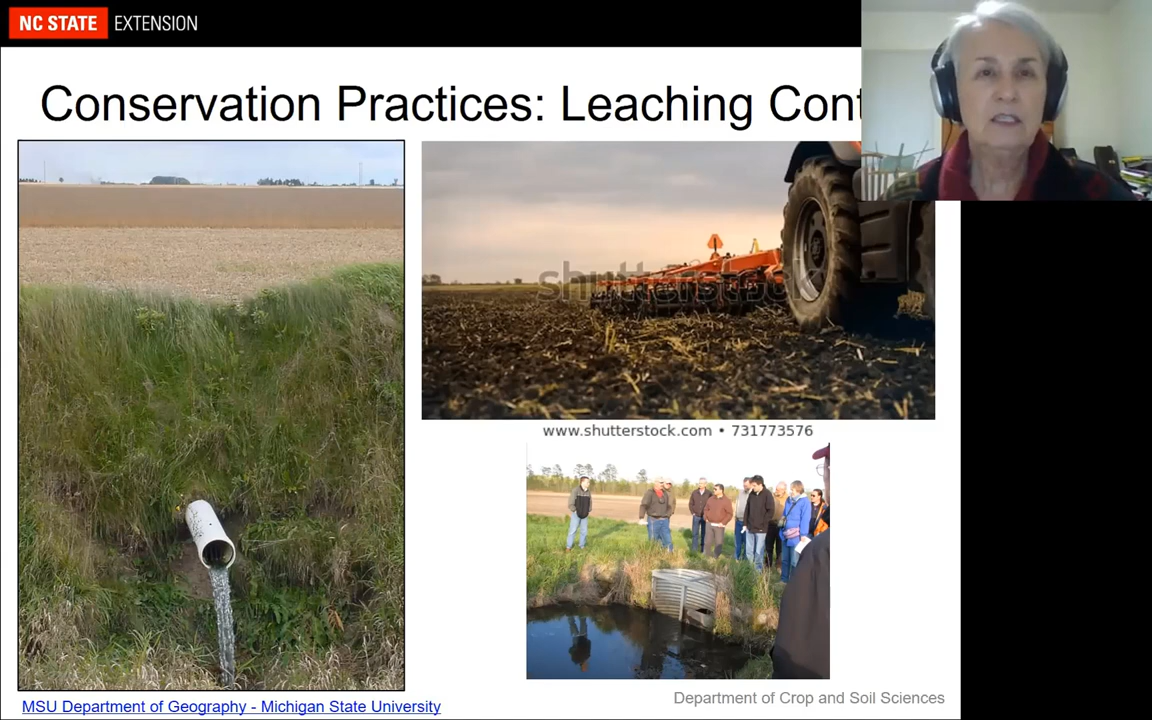 NC STATE EXTENSION
Conservation Practices: Leaching Cont
shutterstock
www.shutterstock.com • 731773576
MSU Department of Geography - Michigan State University
Department of Crop and Soil Sciences